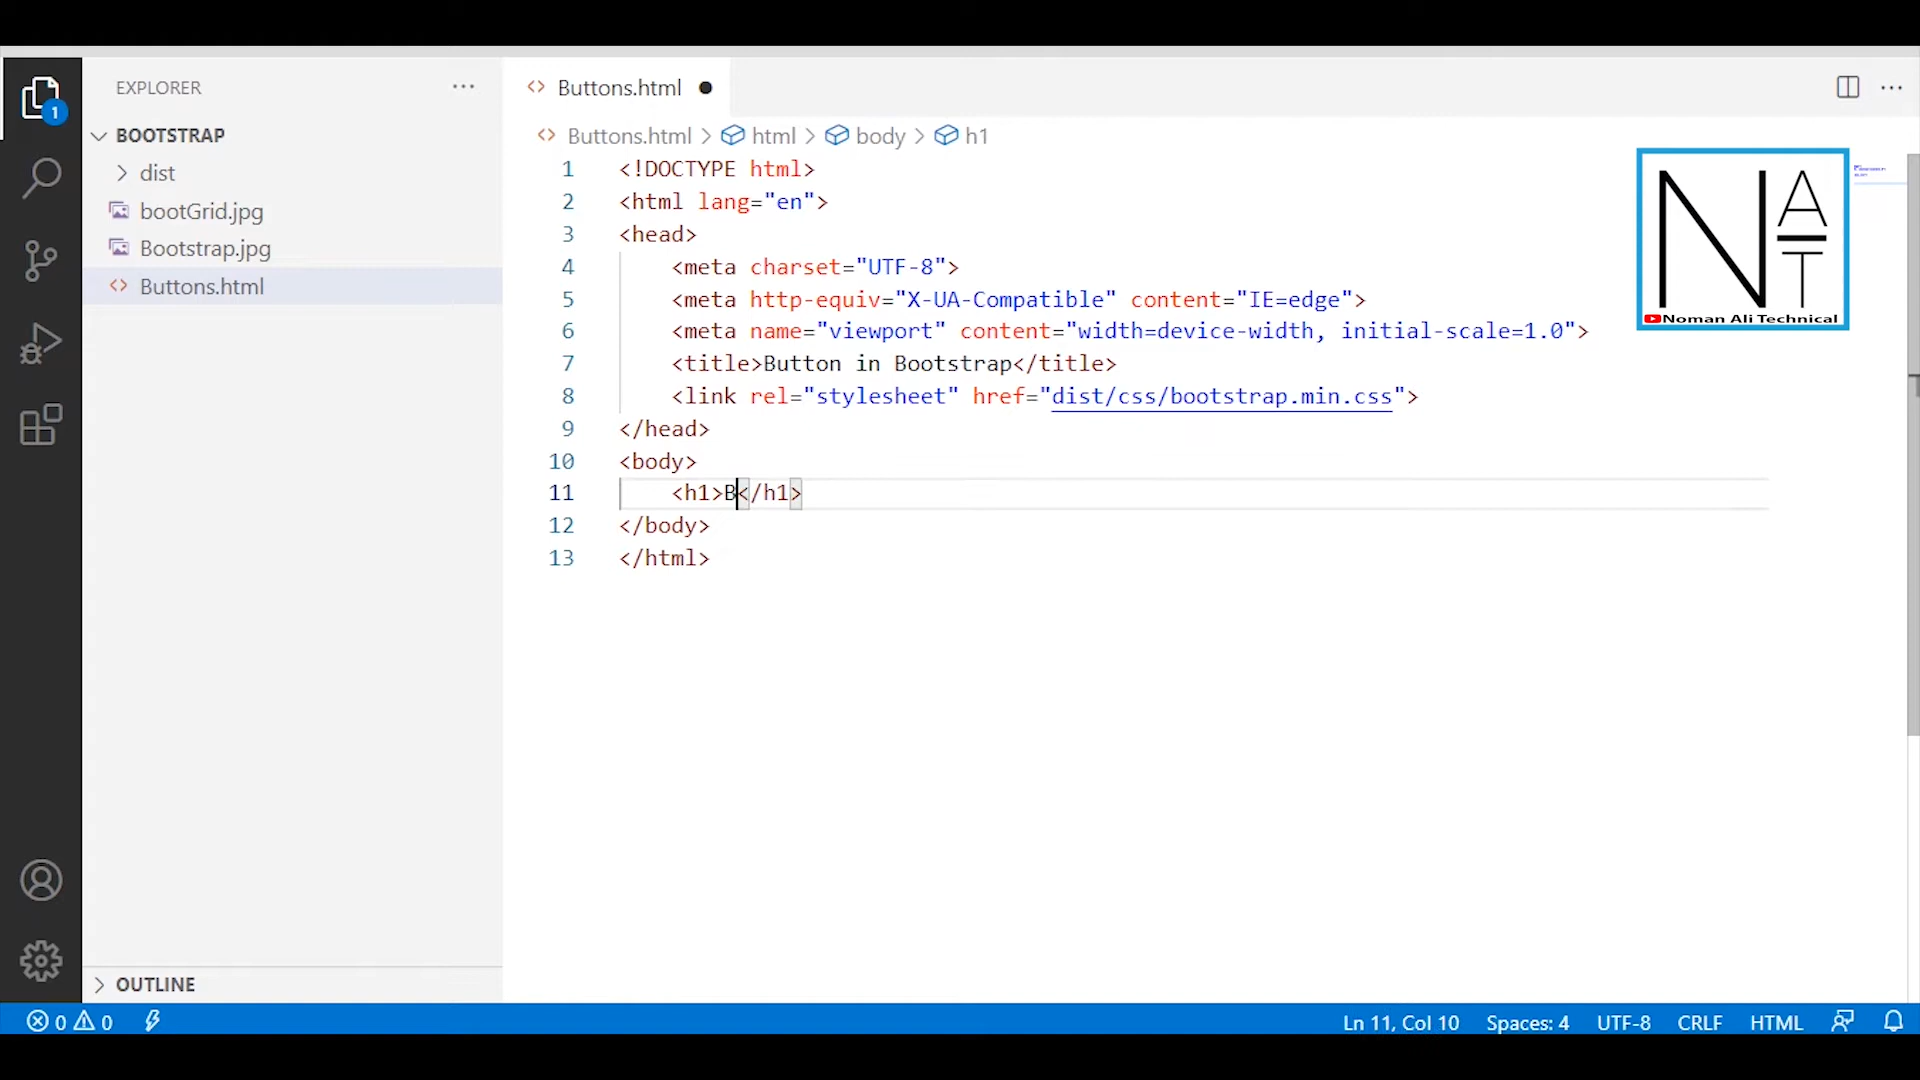 EXPLORER
BOOTSTRAP
dist
bootGrid.jpg
Bootstrap.jpg
Buttons.html
OUTLINE
1
Buttons.html
Buttons.html > html > body > h1
1 <!DOCTYPE html>
2 <html lang="en">
3 <head>
4 <meta charset="UTF-8">
5 <meta http-equiv="X-UA-Compatible" content="IE=edge">
6 <meta name="viewport" content="width=device-width, initial-scale=1.0">
7 <title>Button in Bootstrap</title>
8 <link rel="stylesheet" href="dist/css/bootstrap.min.css">
9 </head>
10 <body>
11 <h1>B</h1>
12 </body>
13 </html>
N A T
Noman Ali Technical
0 0 Ln 11, Col 10 Spaces: 4 UTF-8 CRLF HTML